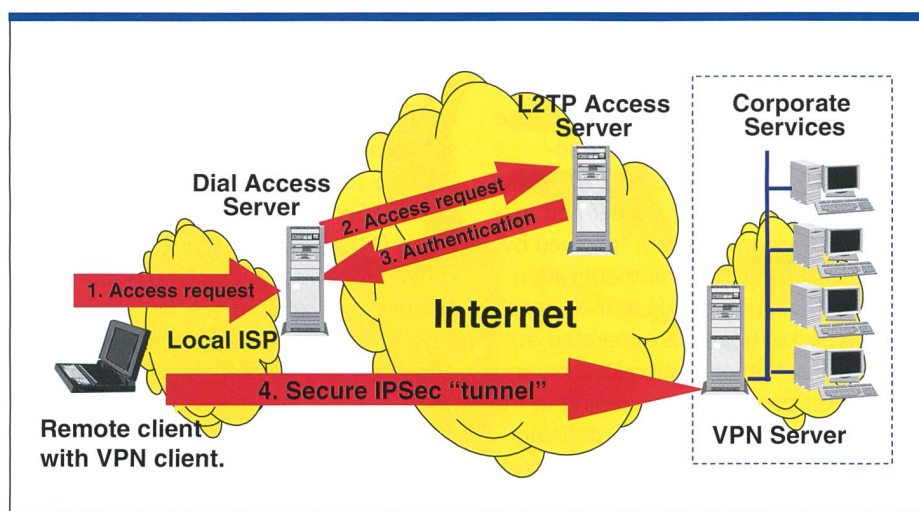 L2TP Access
Server
Corporate
Services
Dial Access
Server
2. Access request
3. Authentication
1. Access request
Internet
Local ISP
4. Secure IPSec “tunnel”
Remote client
with VPN client.
VPN Server